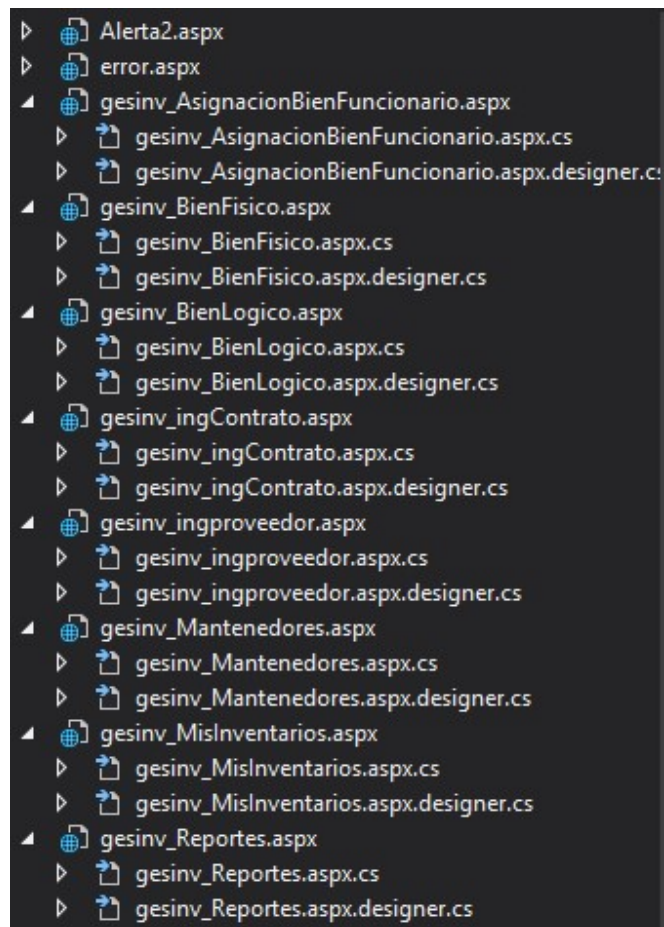 Alerta2.aspx
error.aspx
gesinv_AsignacionBienFuncionario.aspx
gesinv_AsignacionBienFuncionario.aspx.cs
gesinv_AsignacionBienFuncionario.aspx.designer.c
gesinv_BienFisico.aspx
gesinv_BienFisico.aspx.cs
gesinv_BienFisico.aspx.designer.cs
gesinv_BienLogico.aspx
gesinv_BienLogico.aspx.cs
gesinv_BienLogico.aspx.designer.cs
gesinv_ingContrato.aspx
gesinv_ingContrato.aspx.cs
gesinv_ingContrato.aspx.designer.cs
gesinv_ingproveedor.aspx
gesinv_ingproveedor.aspx.cs
gesinv_ingproveedor.aspx.designer.cs
gesinv_Mantenedores.aspx
gesinv_Mantenedores.aspx.cs
gesinv_Mantenedores.aspx.designer.cs
gesinv_MisInventarios.aspx
gesinv_MisInventarios.aspx.cs
gesinv_MisInventarios.aspx.designer.cs
gesinv_Reportes.aspx
gesinv_Reportes.aspx.cs
gesinv_Reportes.aspx.designer.cs